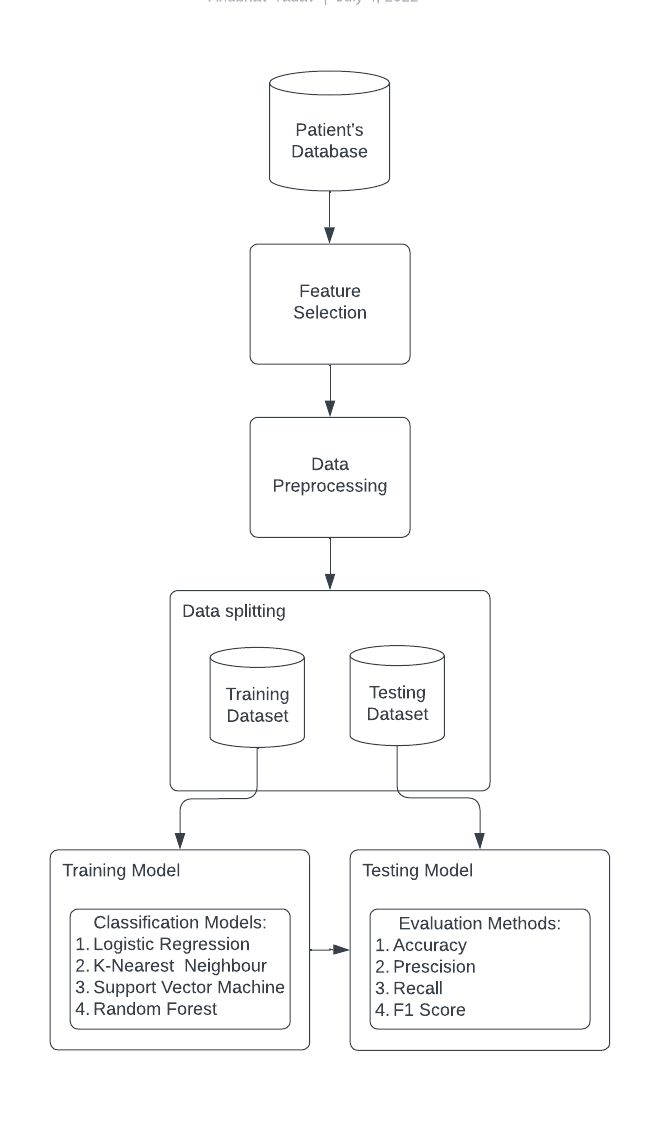 Patient's
Database
Feature
Selection
Data
Preprocessing
Data splitting
Training
Dataset
Testing
Dataset
Training Model
Classification Models:
1. Logistic Regression
2. K-Nearest  Neighbour
3. Support Vector Machine
4. Random Forest
Testing Model
Evaluation Methods:
1. Accuracy
2. Prescision
3. Recall
4. F1 Score